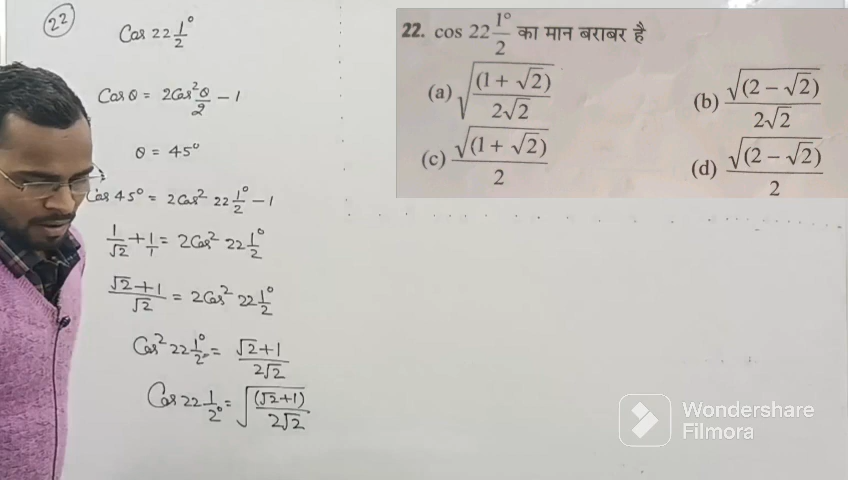 22
Cos 22 1/2°
Cos θ = 2Cos² θ/2 − 1
θ = 45°
Cos 45° = 2Cos² 22 1/2° − 1
1/√2 + 1/1 = 2Cos² 22 1/2°
√2+1/√2 = 2Cos² 22 1/2°
Cos² 22 1/2° = √2+1/2√2
Cos 22 1/2° = √((√2+1)/2√2)
22. cos 22 1°/2 का मान बराबर है
(a) √((1 + √2)/2√2)
(b) √(2 − √2)/2√2
(c) √(1 + √2)/2
(d) √(2 − √2)/2
Wondershare
Filmora